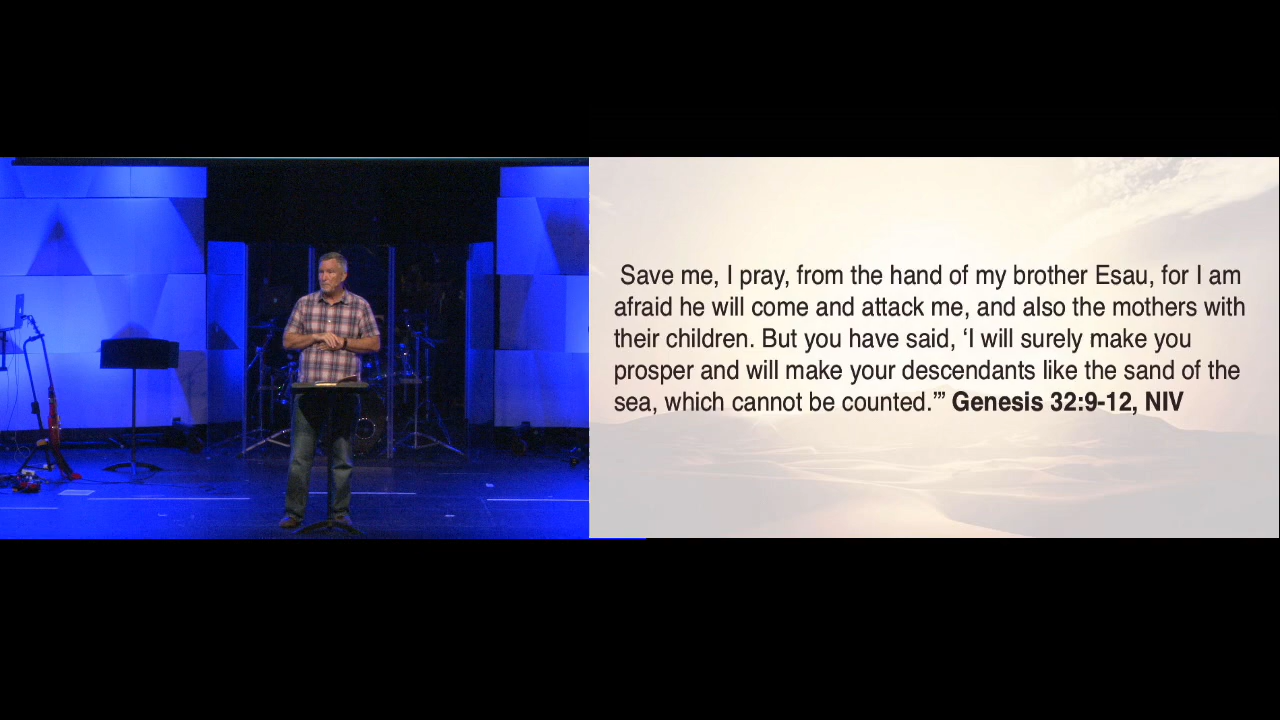 Save me, I pray, from the hand of my brother Esau, for I am
afraid he will come and attack me, and also the mothers with
their children. But you have said, ‘I will surely make you
prosper and will make your descendants like the sand of the
sea, which cannot be counted.’” Genesis 32:9-12, NIV